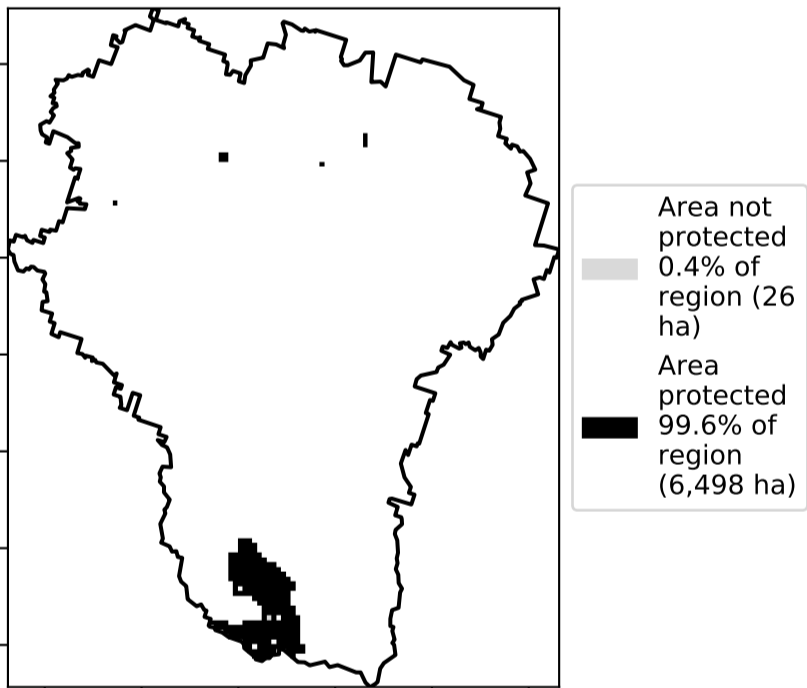 Area not
protected
0.4% of
region (26
ha)
Area
protected
99.6% of
region
(6,498 ha)